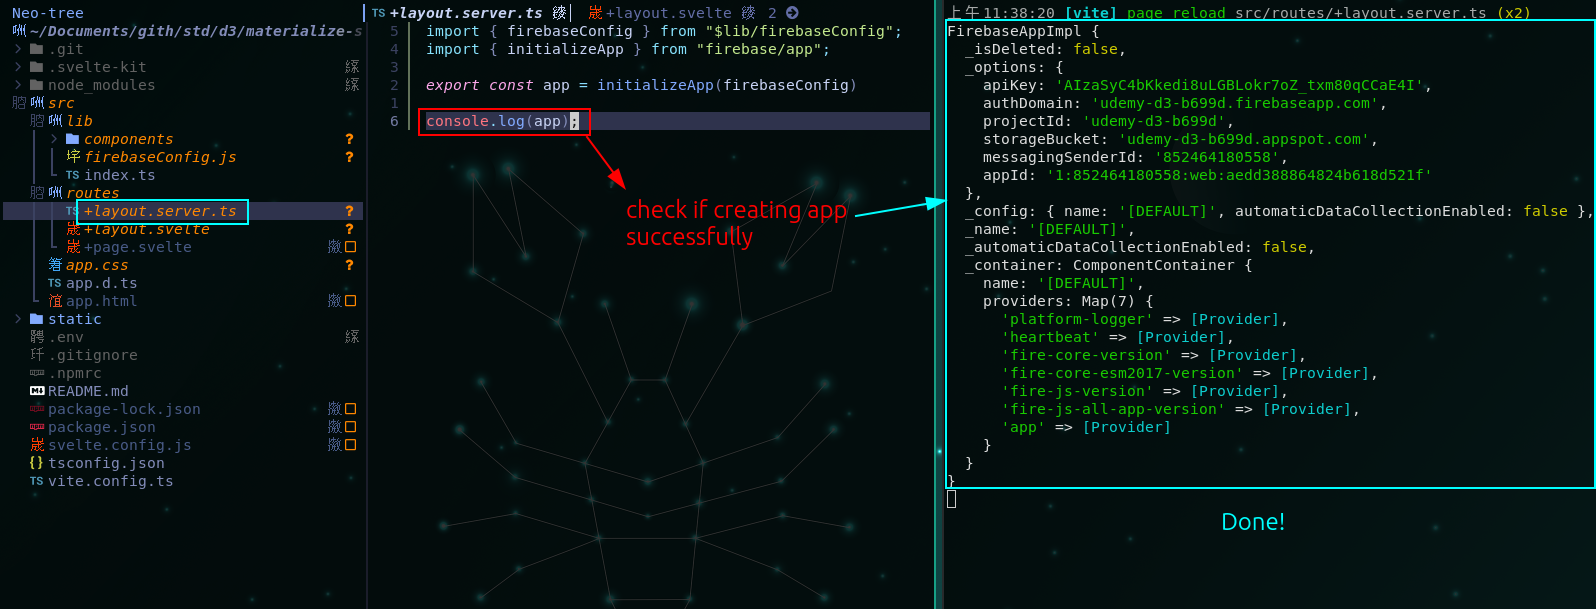 Neo-tree
~/Documents/gith/std/d3/materialize-s
.git
.svelte-kit
node_modules
src
lib
components ?
firebaseConfig.js ?
TS index.ts
routes
TS +layout.server.ts ?
+layout.svelte ?
+page.svelte
app.css ?
TS app.d.ts
app.html
static
.env
.gitignore
.npmrc
README.md
package-lock.json
package.json
svelte.config.js
{} tsconfig.json
TS vite.config.ts
TS +layout.server.ts +layout.svelte 2
5 import { firebaseConfig } from "$lib/firebaseConfig";
4 import { initializeApp } from "firebase/app";
3
2 export const app = initializeApp(firebaseConfig)
1
6 console.log(app);
check if creating app
successfully
上午11:38:20 [vite] page reload src/routes/+layout.server.ts (x2)
FirebaseAppImpl {
_isDeleted: false,
_options: {
apiKey: 'AIzaSyC4bKkedi8uLGBLokr7oZ_txm80qCCaE4I',
authDomain: 'udemy-d3-b699d.firebaseapp.com',
projectId: 'udemy-d3-b699d',
storageBucket: 'udemy-d3-b699d.appspot.com',
messagingSenderId: '852464180558',
appId: '1:852464180558:web:aedd388864824b618d521f'
},
_config: { name: '[DEFAULT]', automaticDataCollectionEnabled: false },
_name: '[DEFAULT]',
_automaticDataCollectionEnabled: false,
_container: ComponentContainer {
name: '[DEFAULT]',
providers: Map(7) {
'platform-logger' => [Provider],
'heartbeat' => [Provider],
'fire-core-version' => [Provider],
'fire-core-esm2017-version' => [Provider],
'fire-js-version' => [Provider],
'fire-js-all-app-version' => [Provider],
'app' => [Provider]
}
}
}
Done!